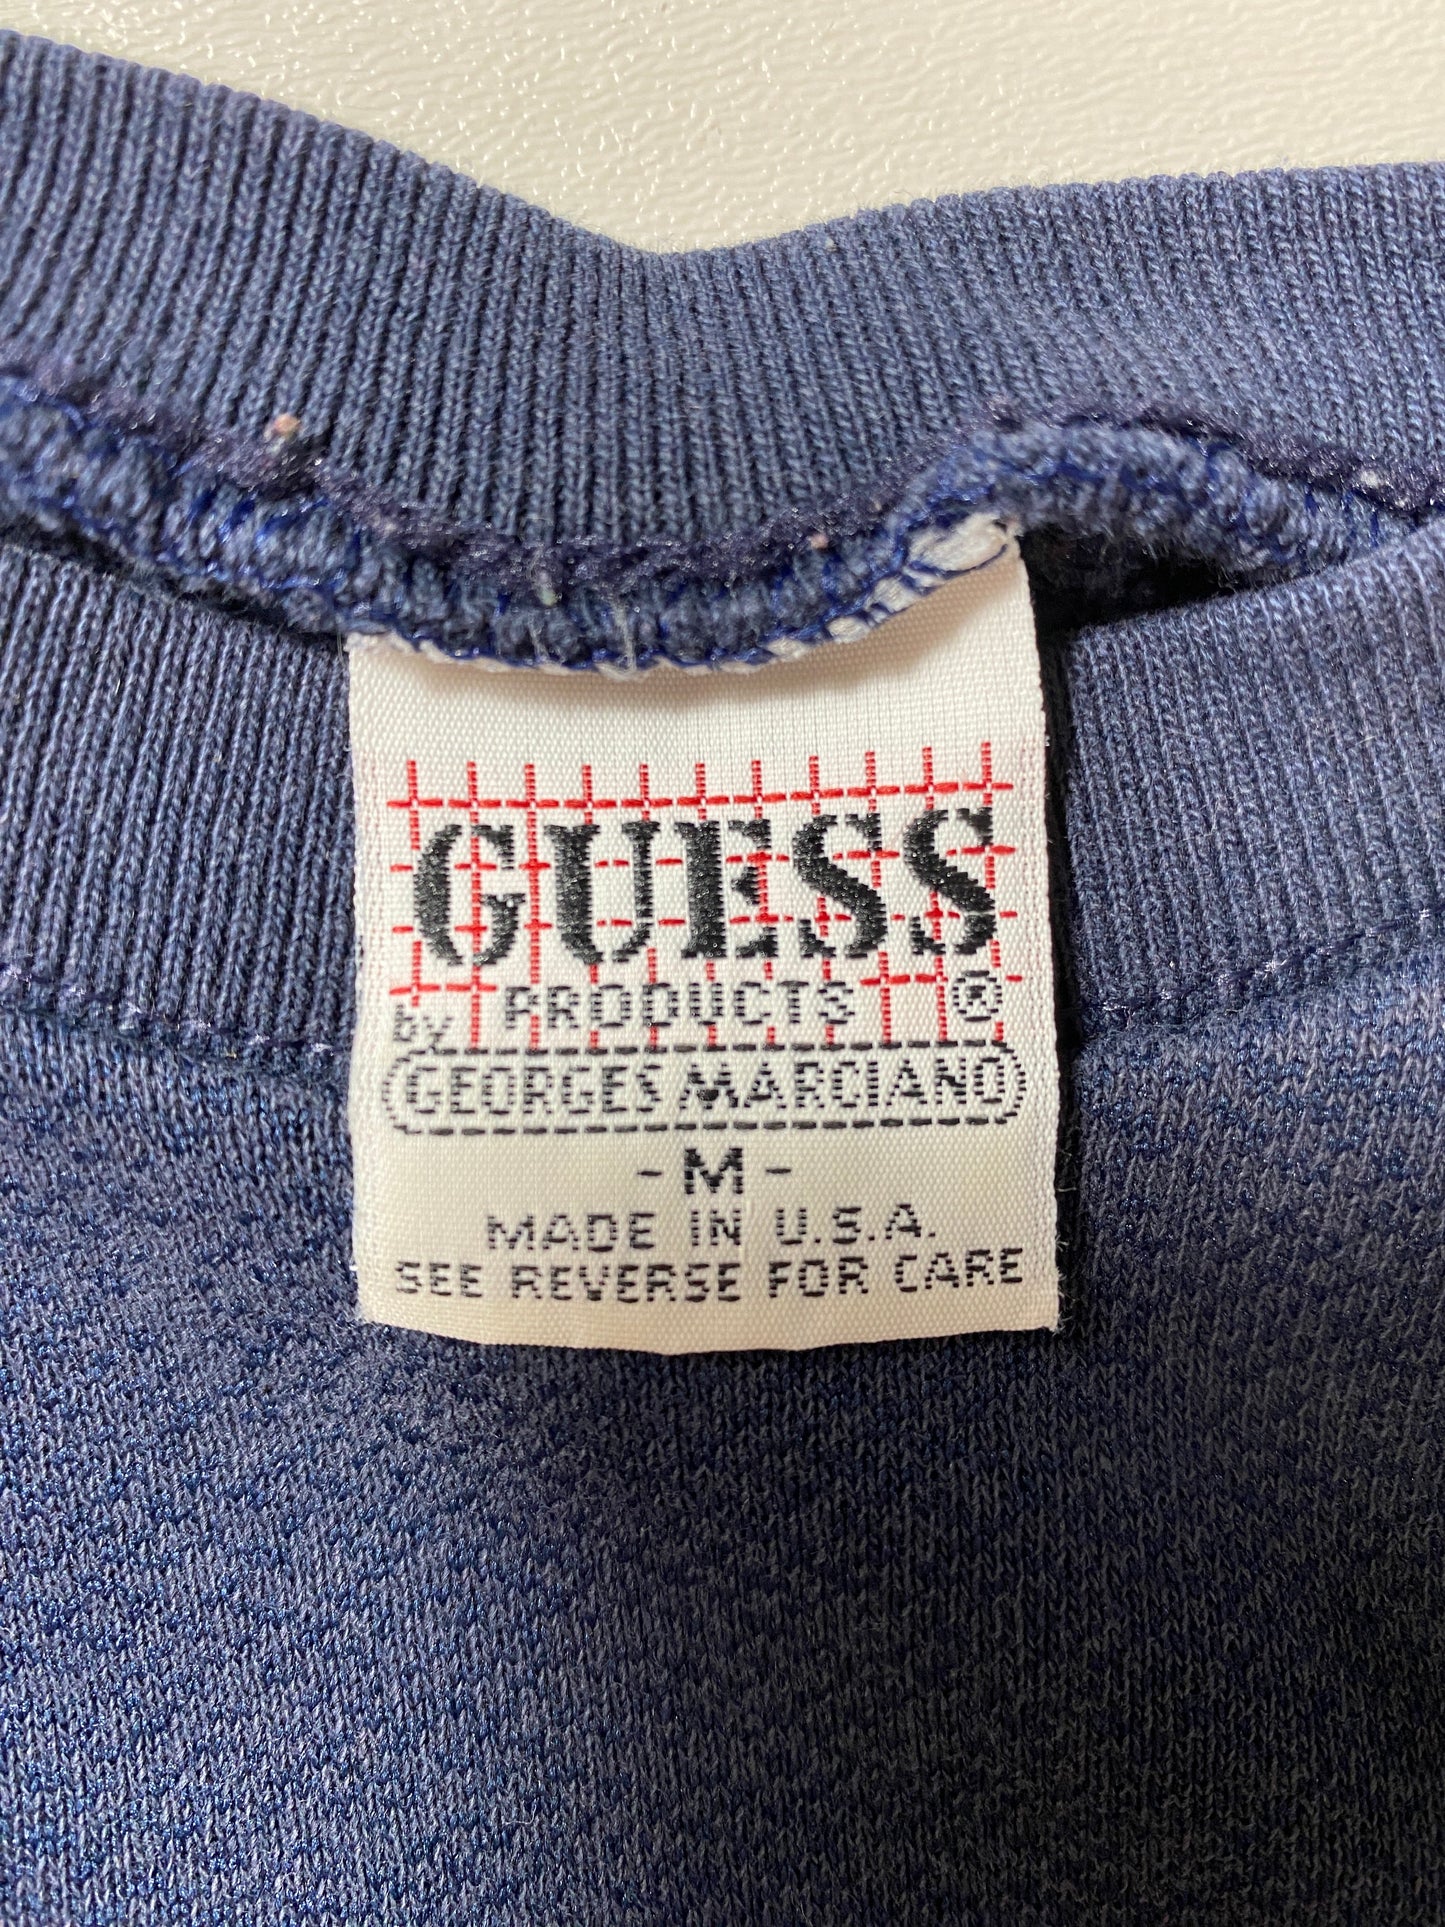 GUESS
PRODUCTS ®
by
GEORGES MARCIANO
- M -
MADE IN U.S.A.
SEE REVERSE FOR CARE